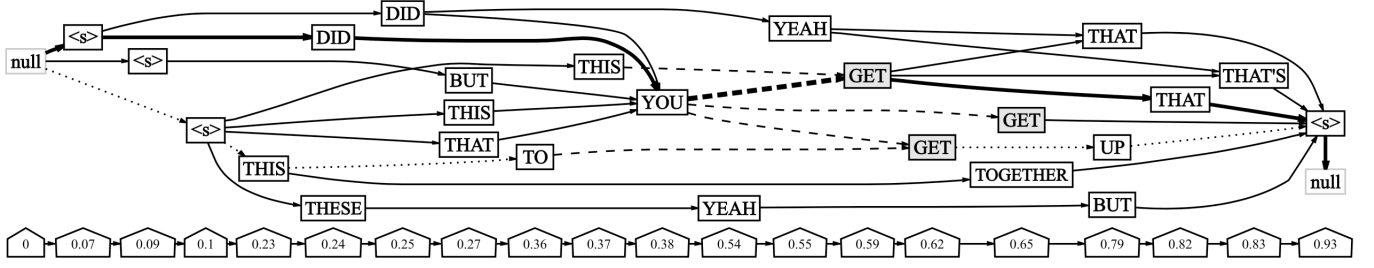 DID
<s> DID YEAH THAT
null <s> BUT THIS GET THAT'S
THIS YOU THAT
<s> THAT GET <s>
THIS TO GET UP
TOGETHER null
THESE YEAH BUT
0 0.07 0.09 0.1 0.23 0.24 0.25 0.27 0.36 0.37 0.38 0.54 0.55 0.59 0.62 0.65 0.79 0.82 0.83 0.93